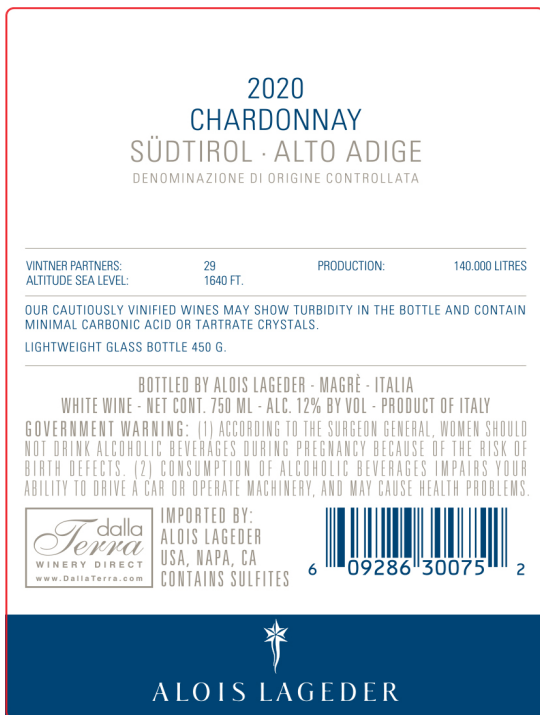 2020
CHARDONNAY
SÜDTIROL · ALTO ADIGE
DENOMINAZIONE DI ORIGINE CONTROLLATA
VINTNER PARTNERS: 29 PRODUCTION: 140.000 LITRES
ALTITUDE SEA LEVEL: 1640 FT.
OUR CAUTIOUSLY VINIFIED WINES MAY SHOW TURBIDITY IN THE BOTTLE AND CONTAIN
MINIMAL CARBONIC ACID OR TARTRATE CRYSTALS.
LIGHTWEIGHT GLASS BOTTLE 450 G.
BOTTLED BY ALOIS LAGEDER - MAGRÈ - ITALIA
WHITE WINE - NET CONT. 750 ML - ALC. 12% BY VOL - PRODUCT OF ITALY
GOVERNMENT WARNING: (1) ACCORDING TO THE SURGEON GENERAL, WOMEN SHOULD
NOT DRINK ALCOHOLIC BEVERAGES DURING PREGNANCY BECAUSE OF THE RISK OF
BIRTH DEFECTS. (2) CONSUMPTION OF ALCOHOLIC BEVERAGES IMPAIRS YOUR
ABILITY TO DRIVE A CAR OR OPERATE MACHINERY, AND MAY CAUSE HEALTH PROBLEMS.
dalla
Terra
WINERY DIRECT
www.DallaTerra.com
IMPORTED BY:
ALOIS LAGEDER
USA, NAPA, CA
CONTAINS SULFITES
6 09286 30075 2
ALOIS LAGEDER